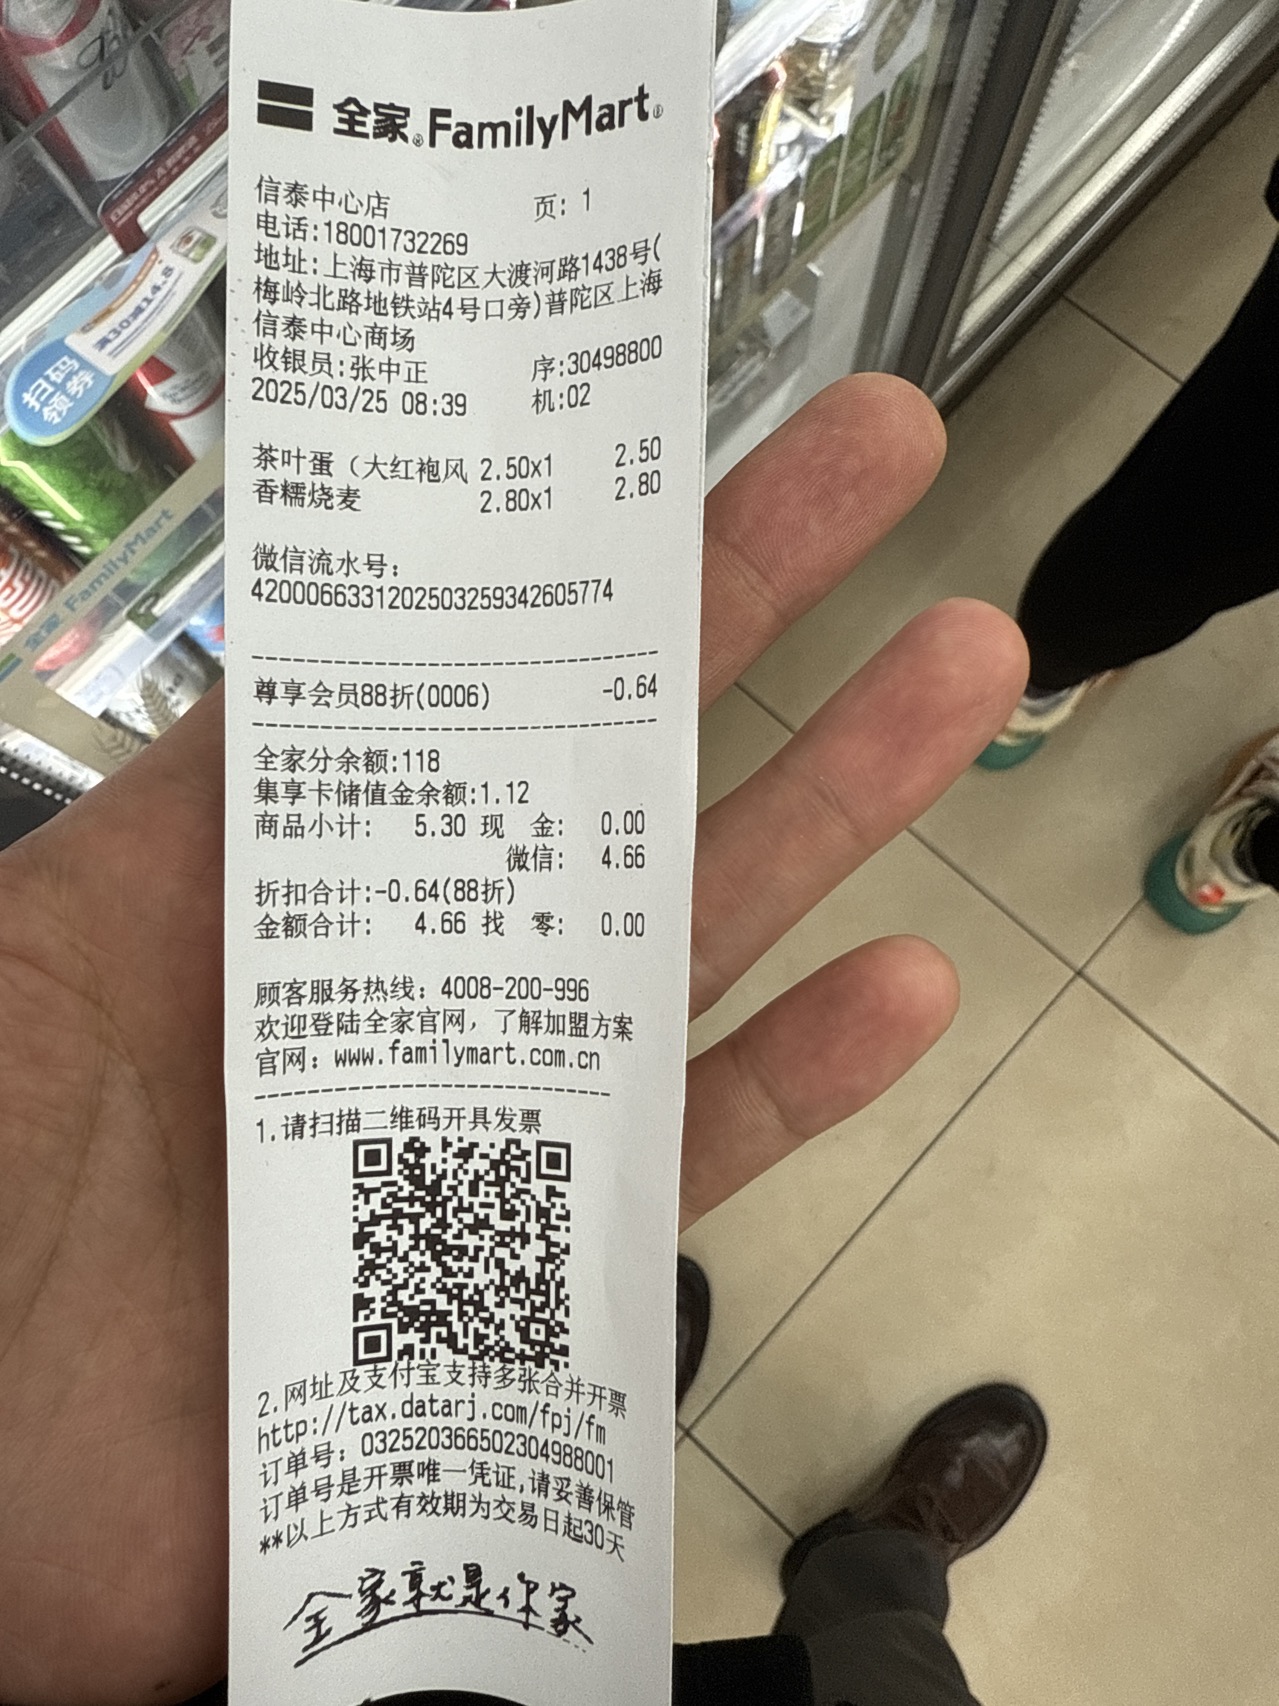 全家 FamilyMart
信泰中心店 页: 1
电话:18001732269
地址:上海市普陀区大渡河路1438号(
梅岭北路地铁站4号口旁)普陀区上海
信泰中心商场
收银员:张中正 序:30498800
2025/03/25 08:39 机:02
茶叶蛋（大红袍风 2.50x1 2.50
香糯烧麦 2.80x1 2.80
微信流水号:
4200066331202503259342605774
尊享会员88折(0006) -0.64
全家分余额:118
集享卡储值金余额:1.12
商品小计: 5.30 现 金: 0.00
微信: 4.66
折扣合计:-0.64(88折)
金额合计: 4.66 找 零: 0.00
顾客服务热线: 4008-200-996
欢迎登陆全家官网，了解加盟方案
官网: www.familymart.com.cn
1.请扫描二维码开具发票
2.网址及支付宝支持多张合并开票
http://tax.datarj.com/fpj/fm
订单号: 032520366502304988001
订单号是开票唯一凭证,请妥善保管
**以上方式有效期为交易日起30天
全家就是你家
扫码
领券
全家 FamilyMart